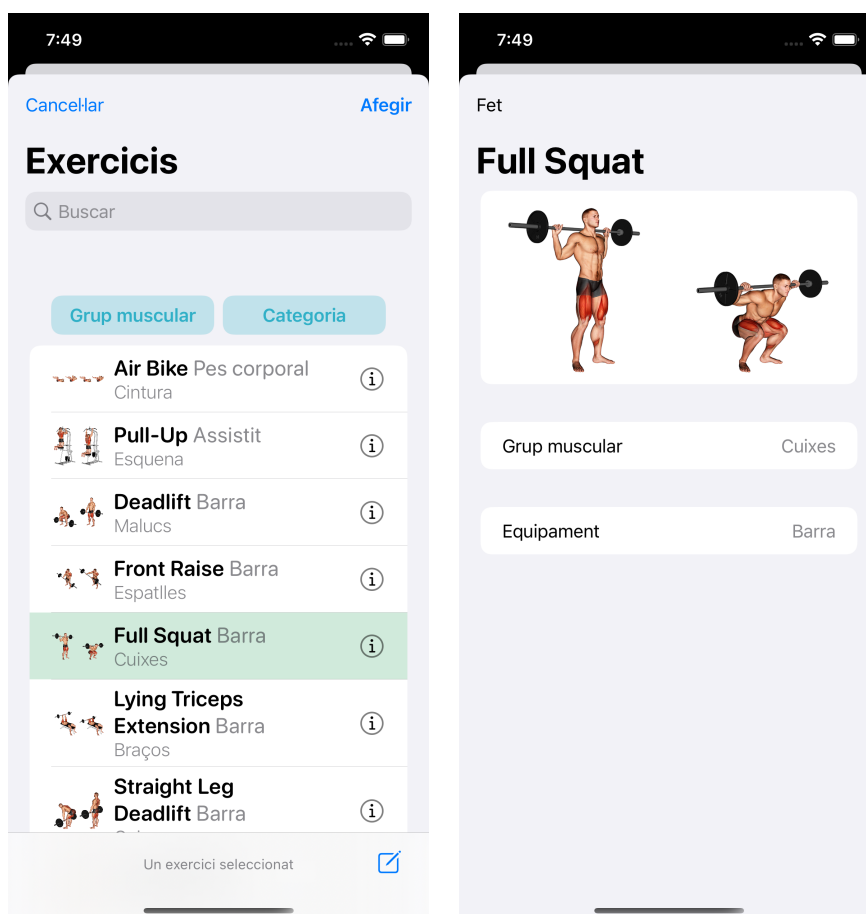 7:49
Cancel·lar
Afegir
Exercicis
Buscar
Grup muscular
Categoria
Air Bike Pes corporal
Cintura
Pull-Up Assistit
Esquena
Deadlift Barra
Malucs
Front Raise Barra
Espatlles
Full Squat Barra
Cuixes
Lying Triceps
Extension Barra
Braços
Straight Leg
Deadlift Barra
Un exercici seleccionat
7:49
Fet
Full Squat
Grup muscular
Cuixes
Equipament
Barra